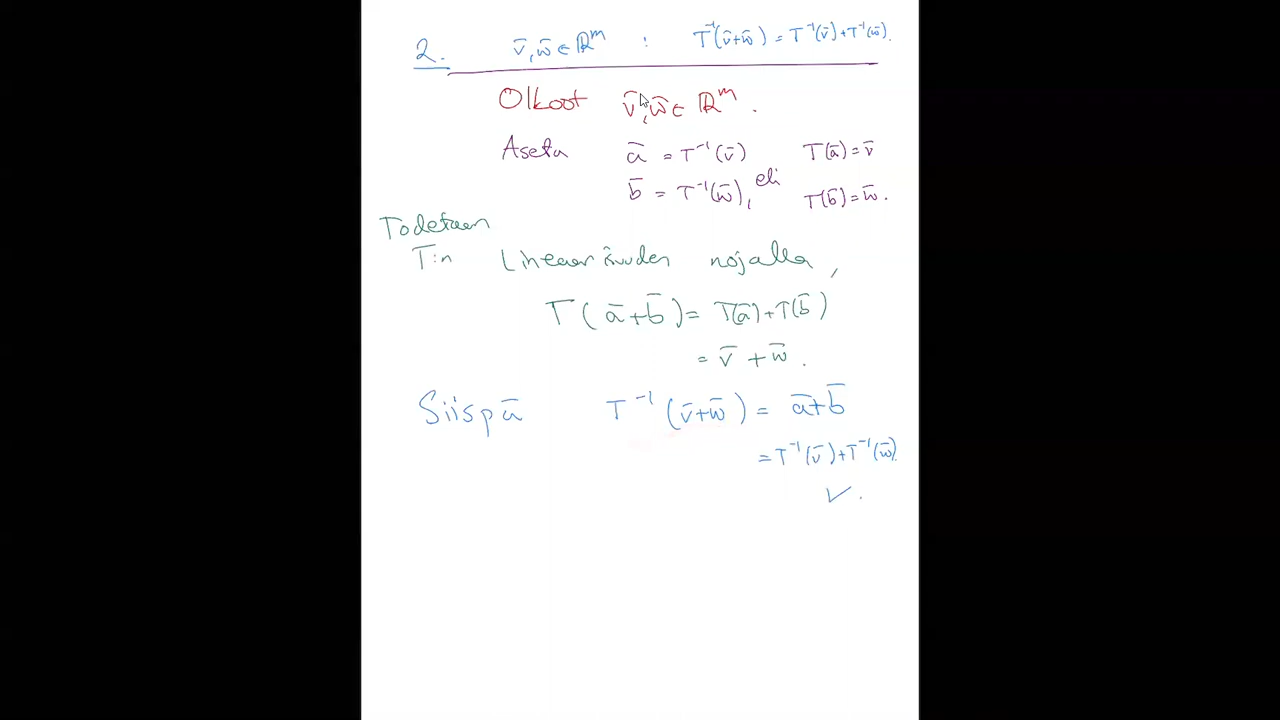 2. v̄, w̄ ∈ ℝᵐ : T⁻¹(v̄+w̄) = T⁻¹(v̄)+T⁻¹(w̄).
Olkoot v̄, w̄ ∈ ℝᵐ.
Aseta ā = T⁻¹(v̄) T(ā)=v̄
b̄ = T⁻¹(w̄), eli T(b̄)=w̄.
Todetaan
T:n Lineaarisuuden nojalla,
T(ā+b̄) = T(ā)+T(b̄)
= v̄ + w̄.
Siispä T⁻¹(v̄+w̄) = ā+b̄
= T⁻¹(v̄)+T⁻¹(w̄).
✓.